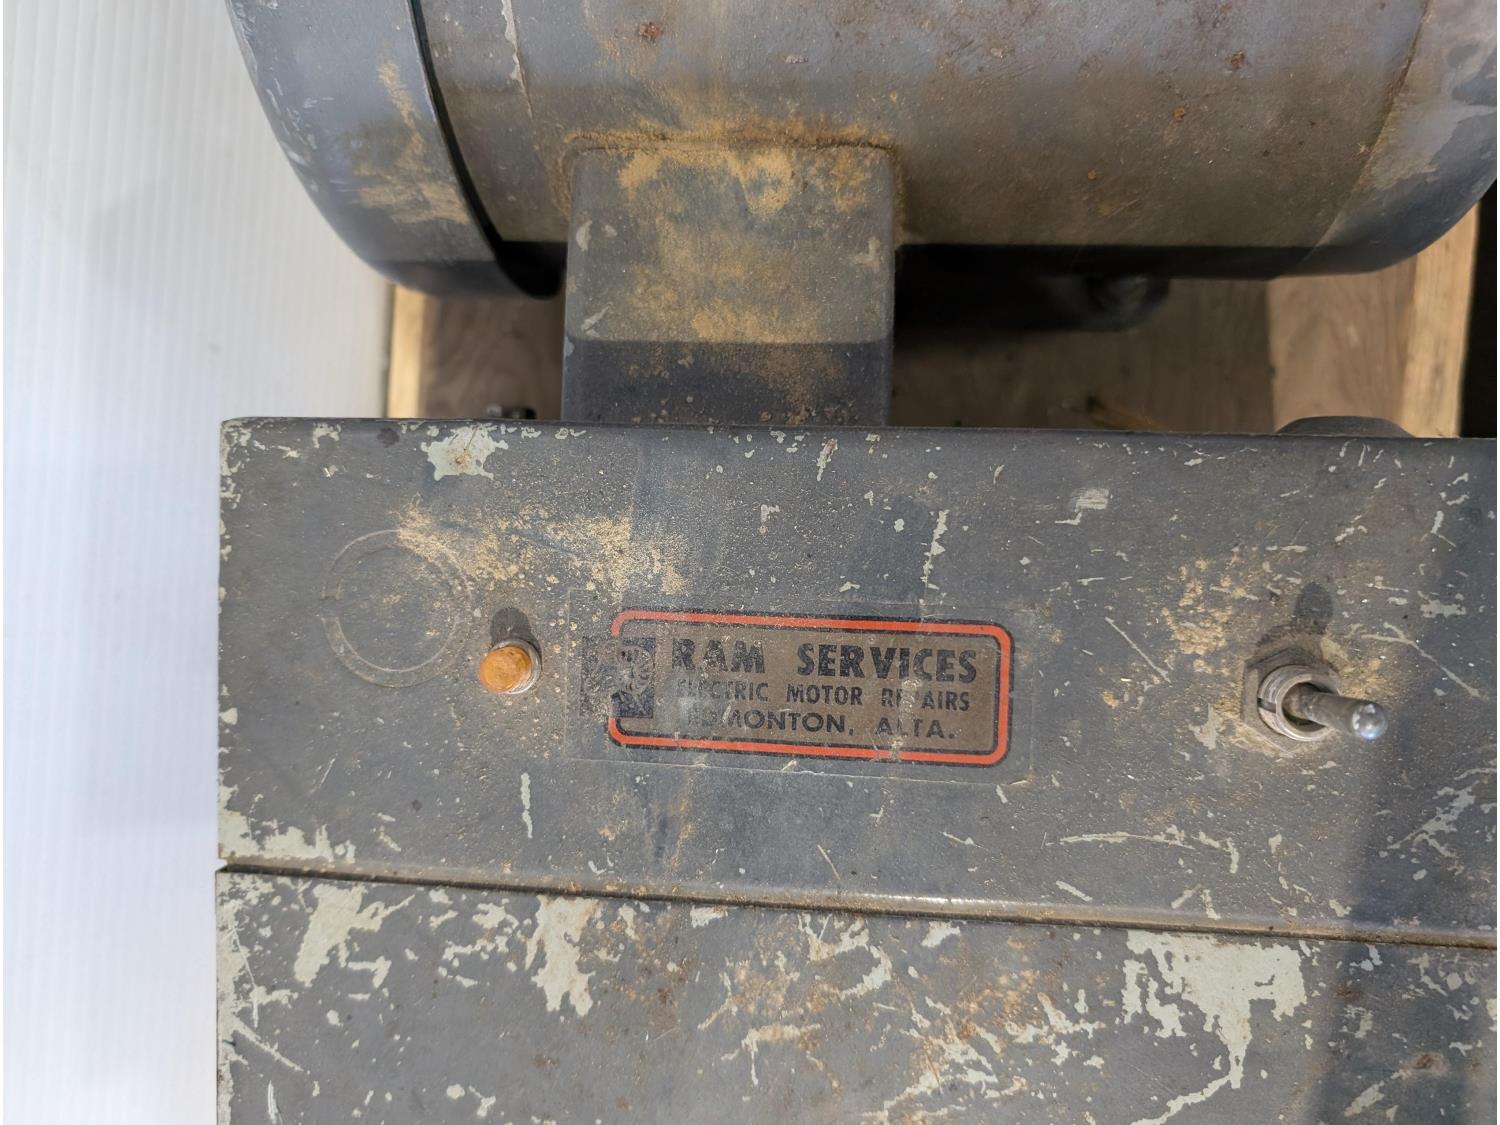 RAM SERVICES
ELECTRIC MOTOR REPAIRS
EDMONTON, ALTA.